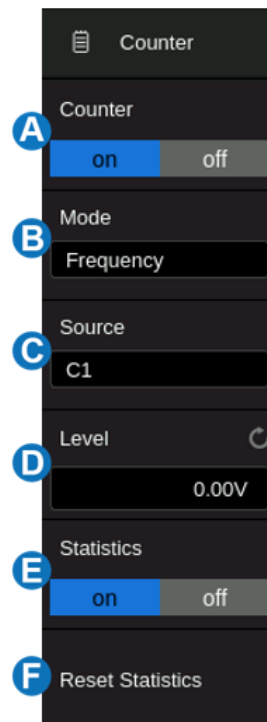 Counter
A
Counter
on off
B
Mode
Frequency
C
Source
C1
D
Level
0.00V
E
Statistics
on off
F
Reset Statistics